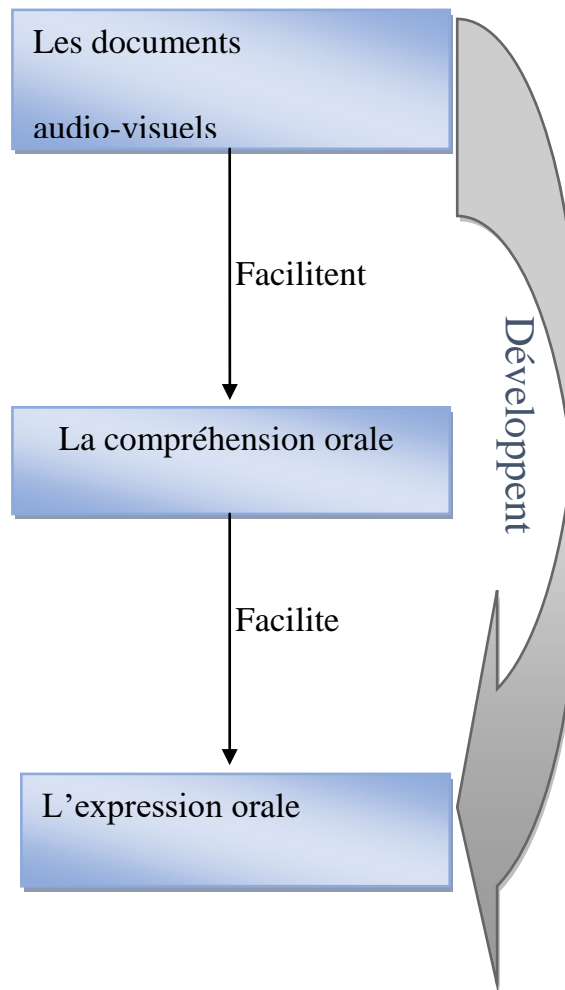 Les documents
audio-visuels
Facilitent
Développent
La compréhension orale
Facilite
L’expression orale